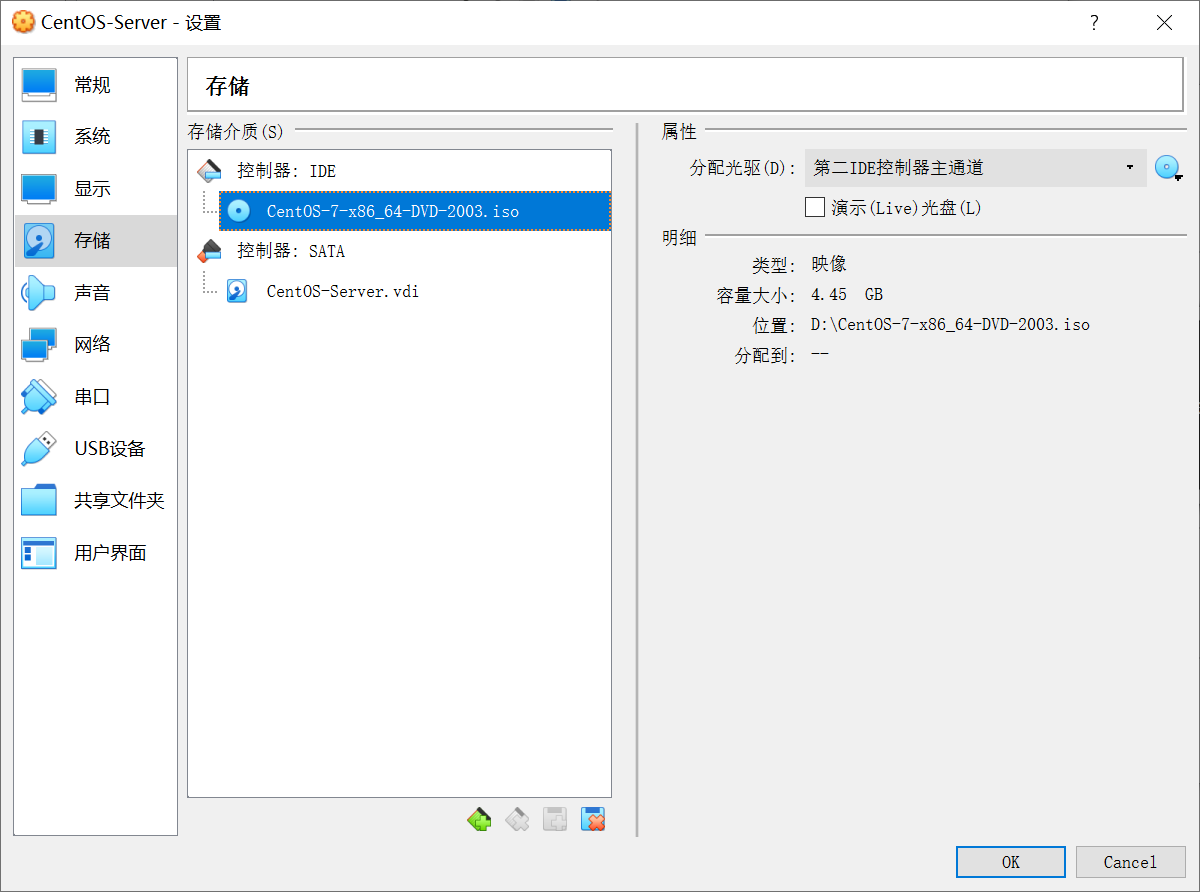 CentOS-Server - 设置
?
常规
系统
显示
存储
声音
网络
串口
USB设备
共享文件夹
用户界面
存储
存储介质(S)
控制器: IDE
CentOS-7-x86_64-DVD-2003.iso
控制器: SATA
CentOS-Server.vdi
属性
分配光驱(D): 第二IDE控制器主通道
演示(Live)光盘(L)
明细
类型: 映像
容量大小: 4.45 GB
位置: D:\CentOS-7-x86_64-DVD-2003.iso
分配到: --
OK
Cancel